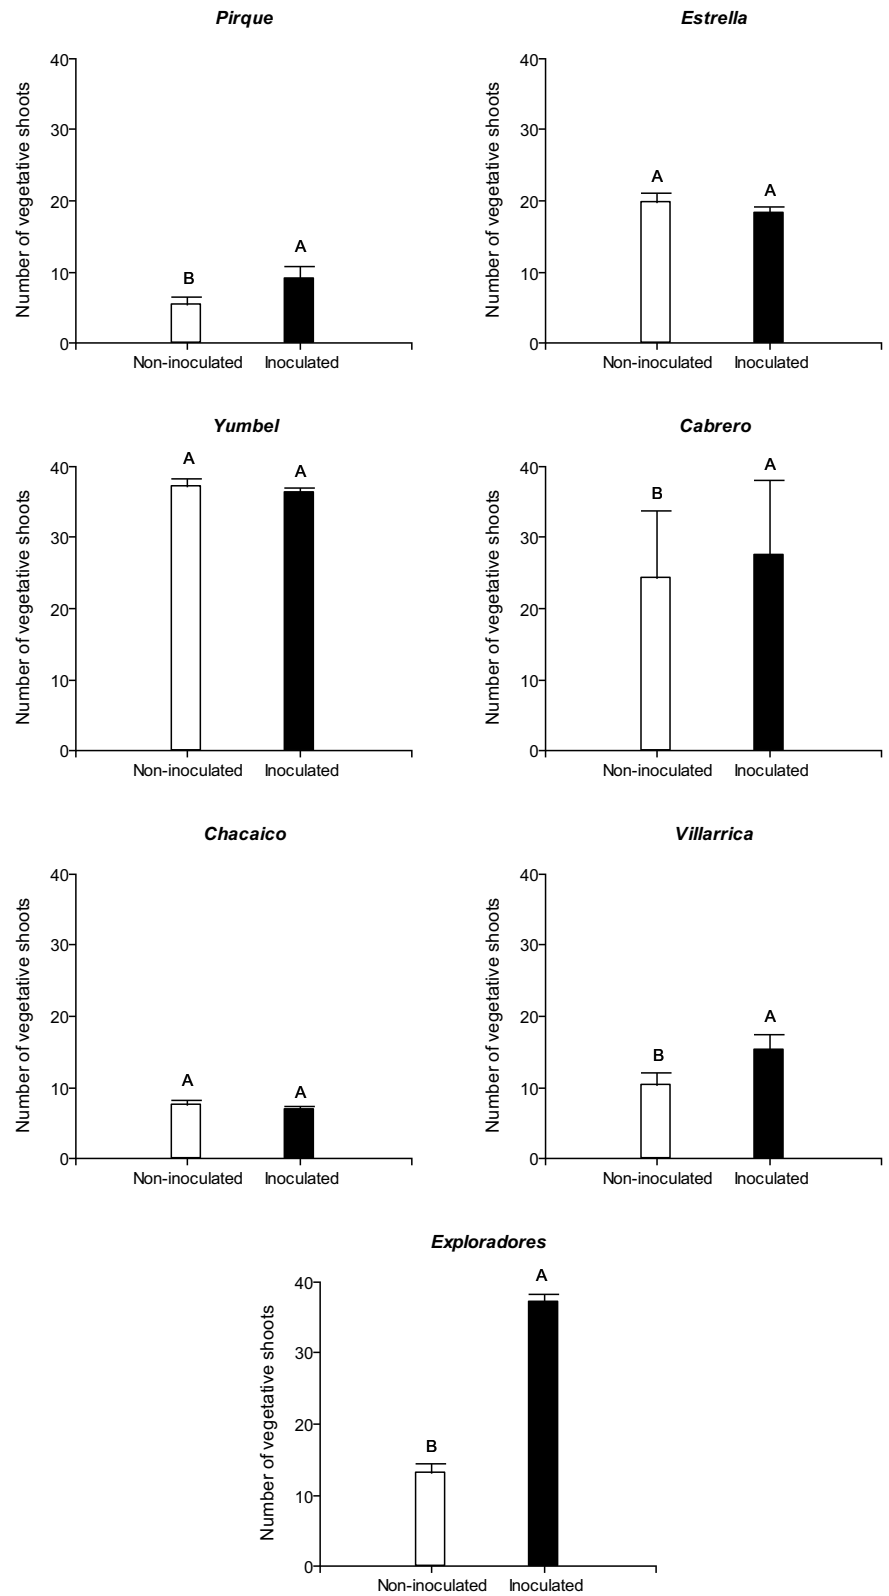 Pirque
Number of vegetative shoots
40
30
20
10
0
B
A
Non-inoculated Inoculated
Estrella
Number of vegetative shoots
40
30
20
10
0
A
A
Non-inoculated Inoculated
Yumbel
Number of vegetative shoots
40
30
20
10
0
A
A
Non-inoculated Inoculated
Cabrero
Number of vegetative shoots
40
30
20
10
0
B
A
Non-inoculated Inoculated
Chacaico
Number of vegetative shoots
40
30
20
10
0
A
A
Non-inoculated Inoculated
Villarrica
Number of vegetative shoots
40
30
20
10
0
B
A
Non-inoculated Inoculated
Exploradores
Number of vegetative shoots
40
30
20
10
0
B
A
Non-inoculated Inoculated